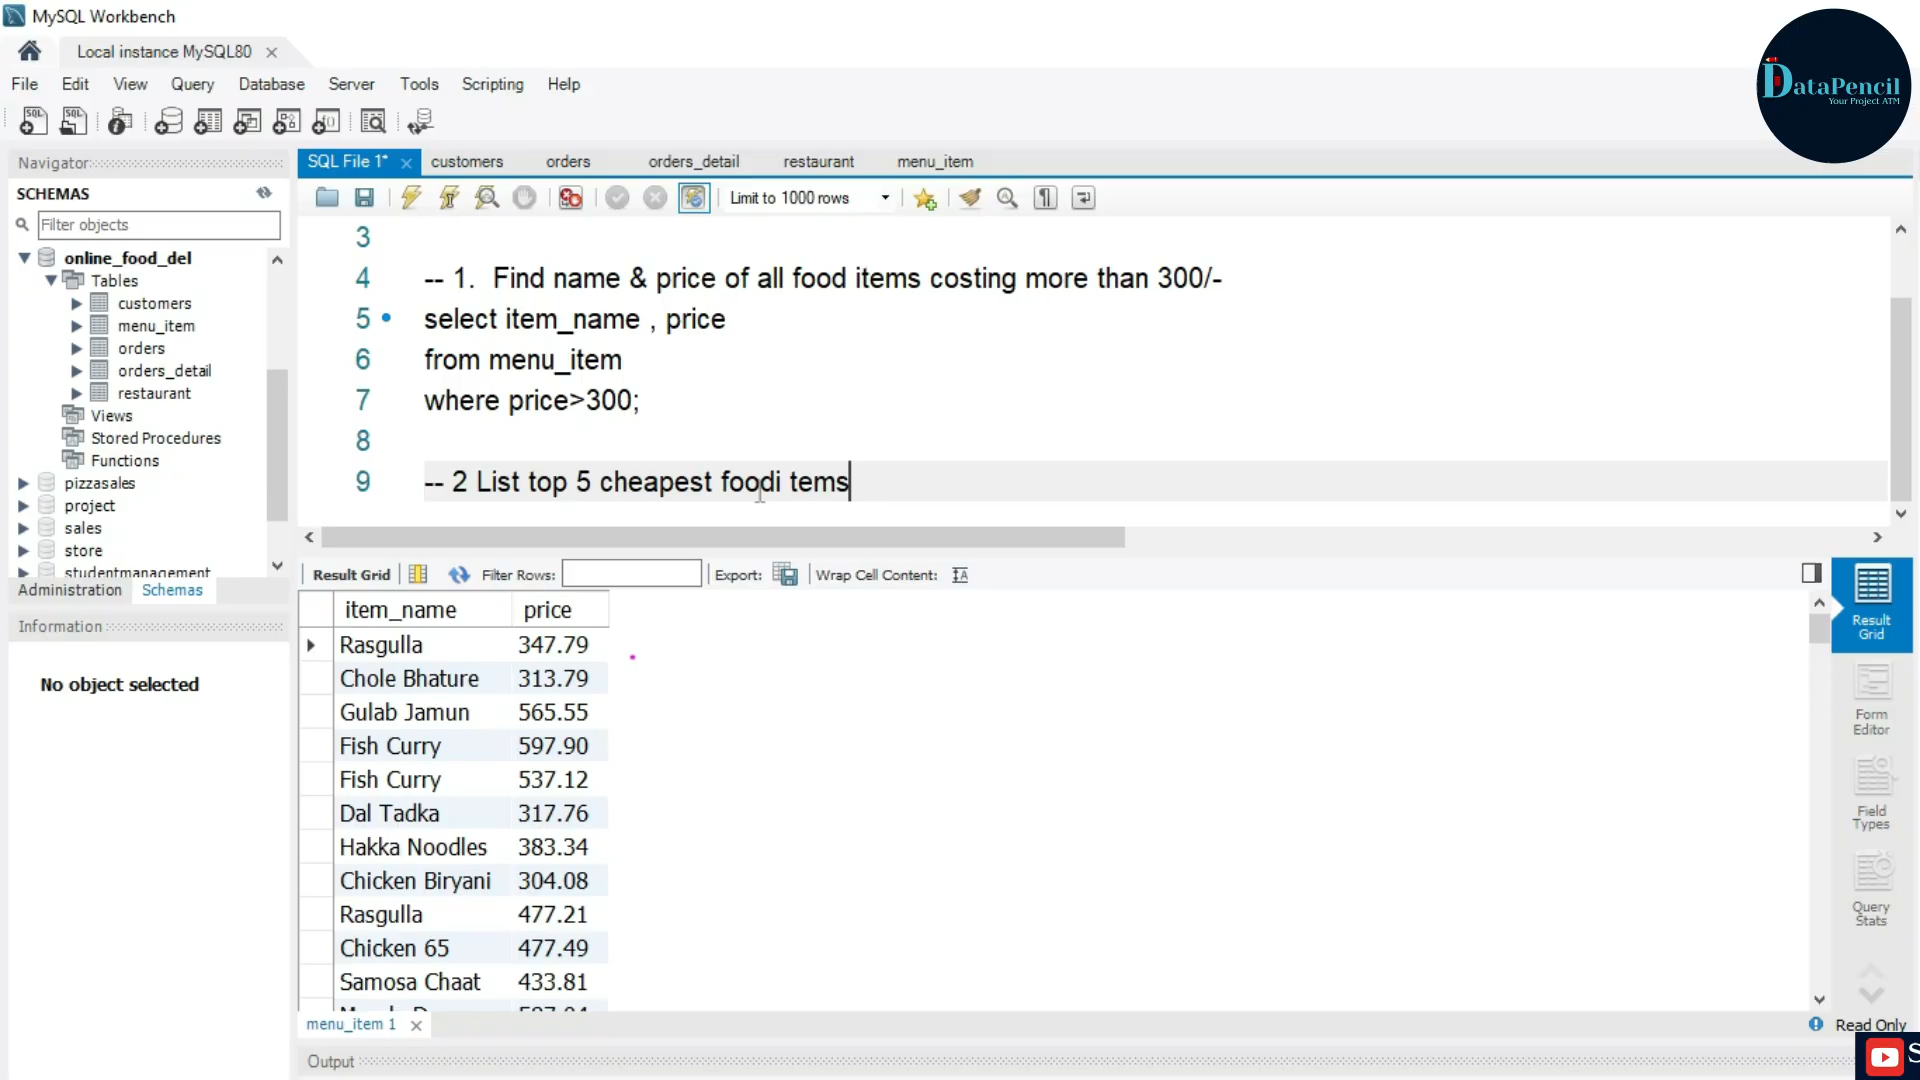 MySQL Workbench
Local instance MySQL80
File Edit View Query Database Server Tools Scripting Help
DataPencil
Your Project ATM
Navigator
SCHEMAS
Filter objects
online_food_del
Tables
customers
menu_item
orders
orders_detail
restaurant
Views
Stored Procedures
Functions
pizzasales
project
sales
store
studentmanagement
Administration Schemas
Information
No object selected
SQL File 1* customers orders orders_detail restaurant menu_item
Limit to 1000 rows
3
4 -- 1. Find name & price of all food items costing more than 300/-
5 select item_name , price
6 from menu_item
7 where price>300;
8
9 -- 2 List top 5 cheapest foodi tems
Result Grid Filter Rows: Export: Wrap Cell Content:
item_name price
Rasgulla 347.79
Chole Bhature 313.79
Gulab Jamun 565.55
Fish Curry 597.90
Fish Curry 537.12
Dal Tadka 317.76
Hakka Noodles 383.34
Chicken Biryani 304.08
Rasgulla 477.21
Chicken 65 477.49
Samosa Chaat 433.81
Result
Grid
Form
Editor
Field
Types
Query
Stats
menu_item 1
Read Only
Output